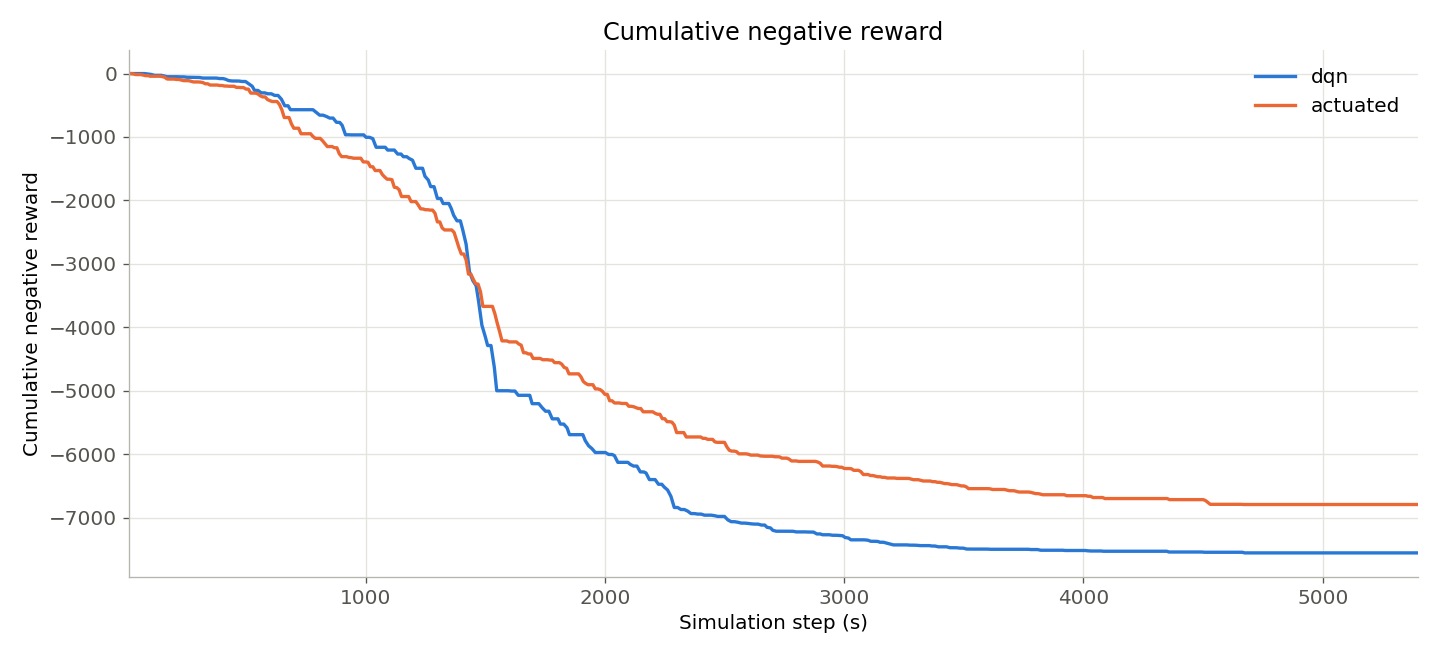 Cumulative negative reward
dqn
actuated
Cumulative negative reward
0
−1000
−2000
−3000
−4000
−5000
−6000
−7000
1000
2000
3000
4000
5000
Simulation step (s)